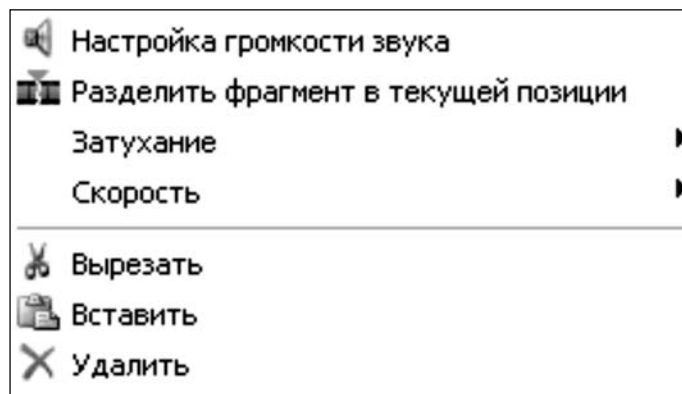 Настройка громкости звука
Разделить фрагмент в текущей позиции
Затухание
Скорость
Вырезать
Вставить
Удалить